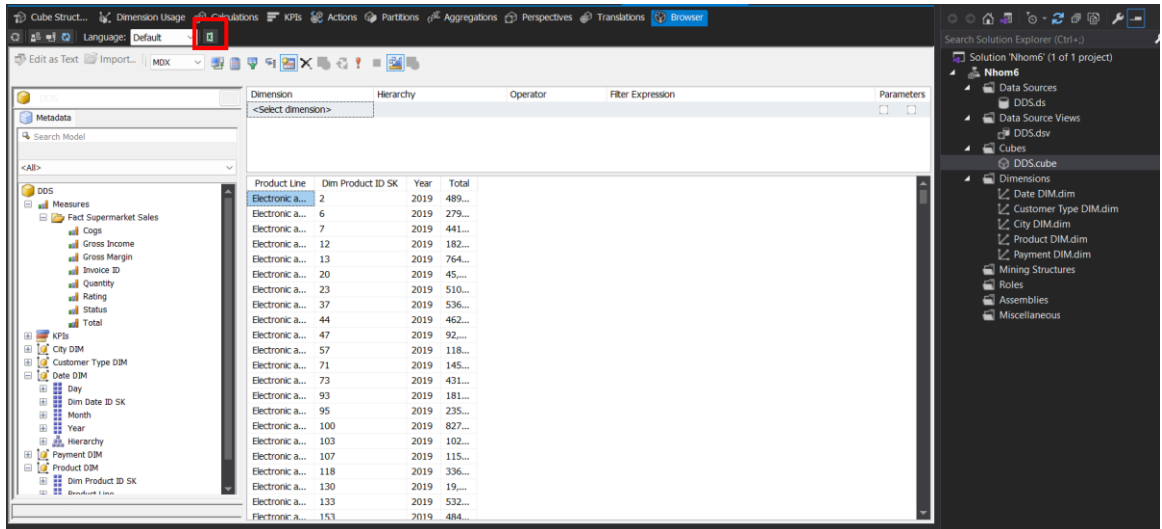 Cube Struct... Dimension Usage Calculations KPIs Actions Partitions Aggregations Perspectives Translations Browser
Language: Default
Edit as Text Import... MDX
DDS
Metadata
Search Model
<All>
DDS
Measures
Fact Supermarket Sales
Cogs
Gross Income
Gross Margin
Invoice ID
Quantity
Rating
Status
Total
KPIs
City DIM
Customer Type DIM
Date DIM
Day
Dim Date ID SK
Month
Year
Hierarchy
Payment DIM
Product DIM
Dim Product ID SK
Product Line
Dimension Hierarchy Operator Filter Expression Parameters
<Select dimension>
Product Line Dim Product ID SK Year Total
Electronic a... 2 2019 489...
Electronic a... 6 2019 279...
Electronic a... 7 2019 441...
Electronic a... 12 2019 182...
Electronic a... 13 2019 764...
Electronic a... 20 2019 45,...
Electronic a... 23 2019 510...
Electronic a... 37 2019 536...
Electronic a... 44 2019 462...
Electronic a... 47 2019 92,...
Electronic a... 57 2019 118...
Electronic a... 71 2019 145...
Electronic a... 73 2019 431...
Electronic a... 93 2019 181...
Electronic a... 95 2019 235...
Electronic a... 100 2019 827...
Electronic a... 103 2019 102...
Electronic a... 107 2019 115...
Electronic a... 118 2019 336...
Electronic a... 130 2019 19,...
Electronic a... 133 2019 532...
Electronic a... 153 2019 484...
Search Solution Explorer (Ctrl+;)
Solution 'Nhom6' (1 of 1 project)
Nhom6
Data Sources
DDS.ds
Data Source Views
DDS.dsv
Cubes
DDS.cube
Dimensions
Date DIM.dim
Customer Type DIM.dim
City DIM.dim
Product DIM.dim
Payment DIM.dim
Mining Structures
Roles
Assemblies
Miscellaneous